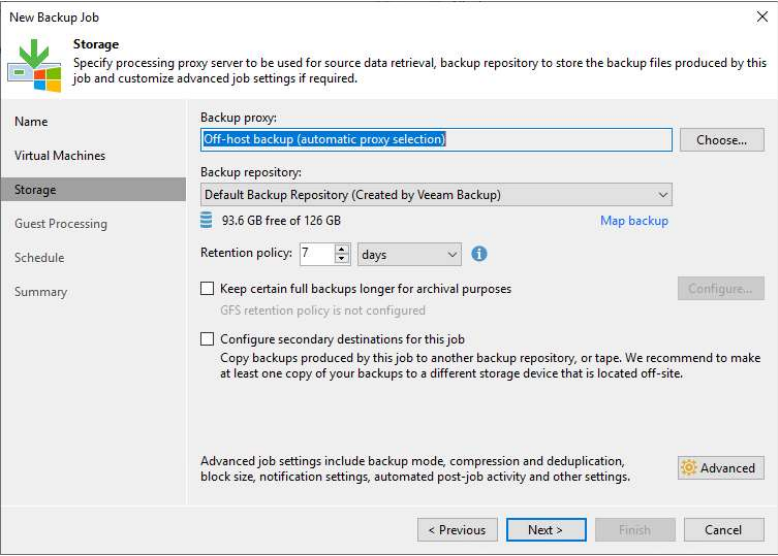 New Backup Job
Storage
Specify processing proxy server to be used for source data retrieval, backup repository to store the backup files produced by this
job and customize advanced job settings if required.
Name
Virtual Machines
Storage
Guest Processing
Schedule
Summary
Backup proxy:
Off-host backup (automatic proxy selection)
Choose...
Backup repository:
Default Backup Repository (Created by Veeam Backup)
93.6 GB free of 126 GB
Map backup
Retention policy: 7 days
Keep certain full backups longer for archival purposes
Configure...
GFS retention policy is not configured
Configure secondary destinations for this job
Copy backups produced by this job to another backup repository, or tape. We recommend to make
at least one copy of your backups to a different storage device that is located off-site.
Advanced job settings include backup mode, compression and deduplication,
block size, notification settings, automated post-job activity and other settings.
Advanced
< Previous
Next >
Finish
Cancel